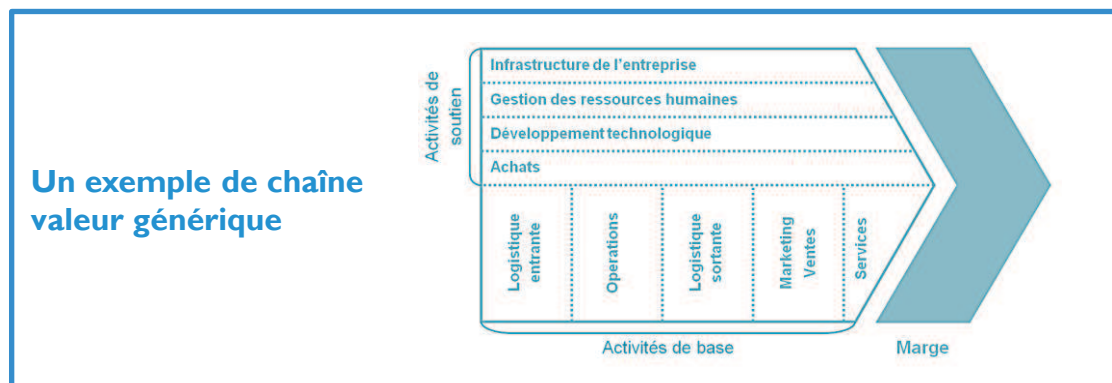 Un exemple de chaîne
valeur générique
Activités de
soutien
Infrastructure de l'entreprise
Gestion des ressources humaines
Développement technologique
Achats
Logistique
entrante
Operations
Logistique
sortante
Marketing
Ventes
Services
Activités de base
Marge